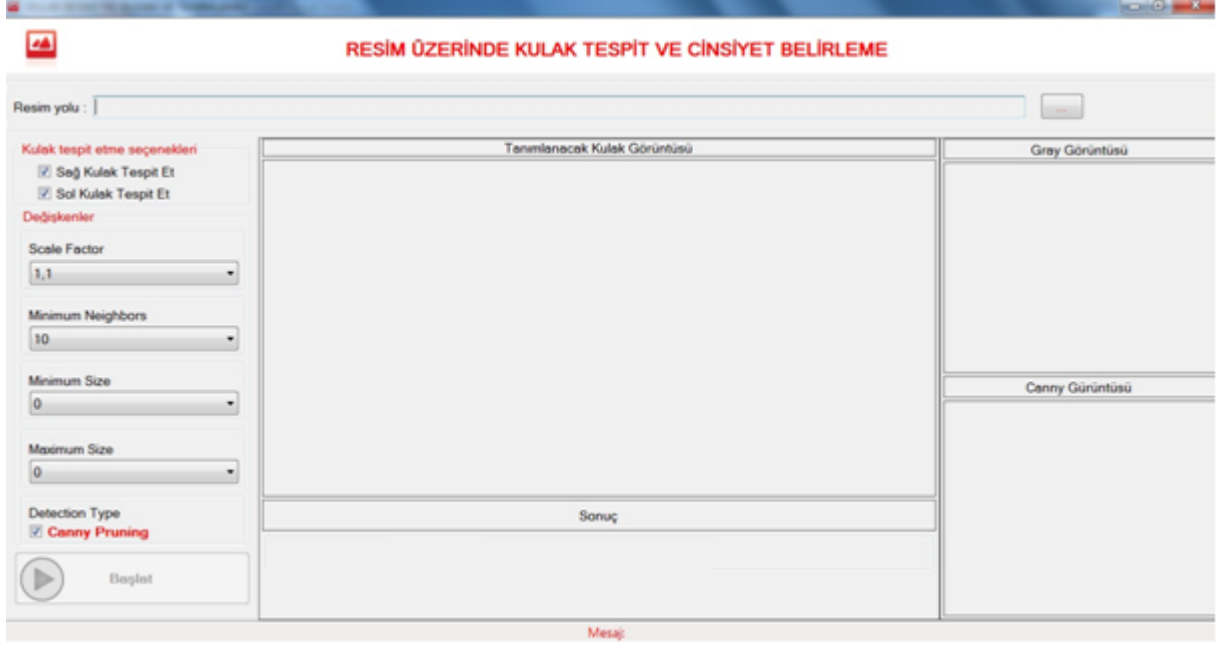 RESİM ÜZERİNDE KULAK TESPİT VE CİNSİYET BELİRLEME
Resim yolu :
...
Kulak tespit etme seçenekleri
Sağ Kulak Tespit Et
Sol Kulak Tespit Et
Değişkenler
Scale Factor
1,1
Minimum Neighbors
10
Minimum Size
0
Maximum Size
0
Detection Type
Canny Pruning
Başlat
Tanımlanacak Kulak Görüntüsü
Sonuç
Gray Görüntüsü
Canny Gürüntüsü
Mesaj: